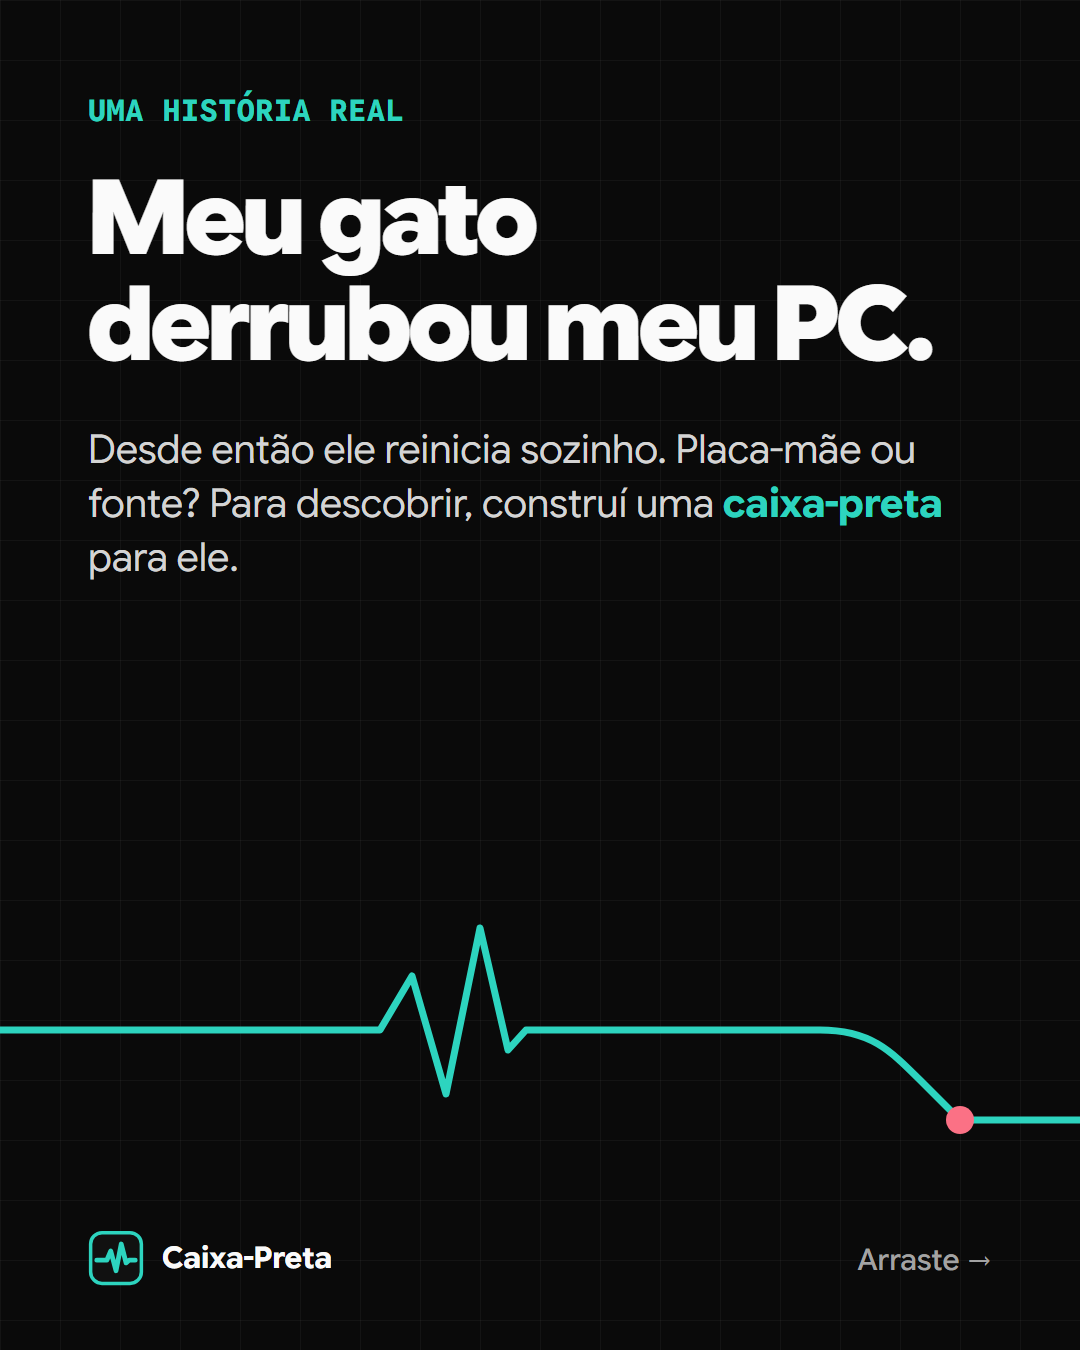 UMA HISTÓRIA REAL
Meu gato
derrubou meu PC.
Desde então ele reinicia sozinho. Placa-mãe ou
fonte? Para descobrir, construí uma caixa-preta
para ele.
Caixa-Preta
Arraste →